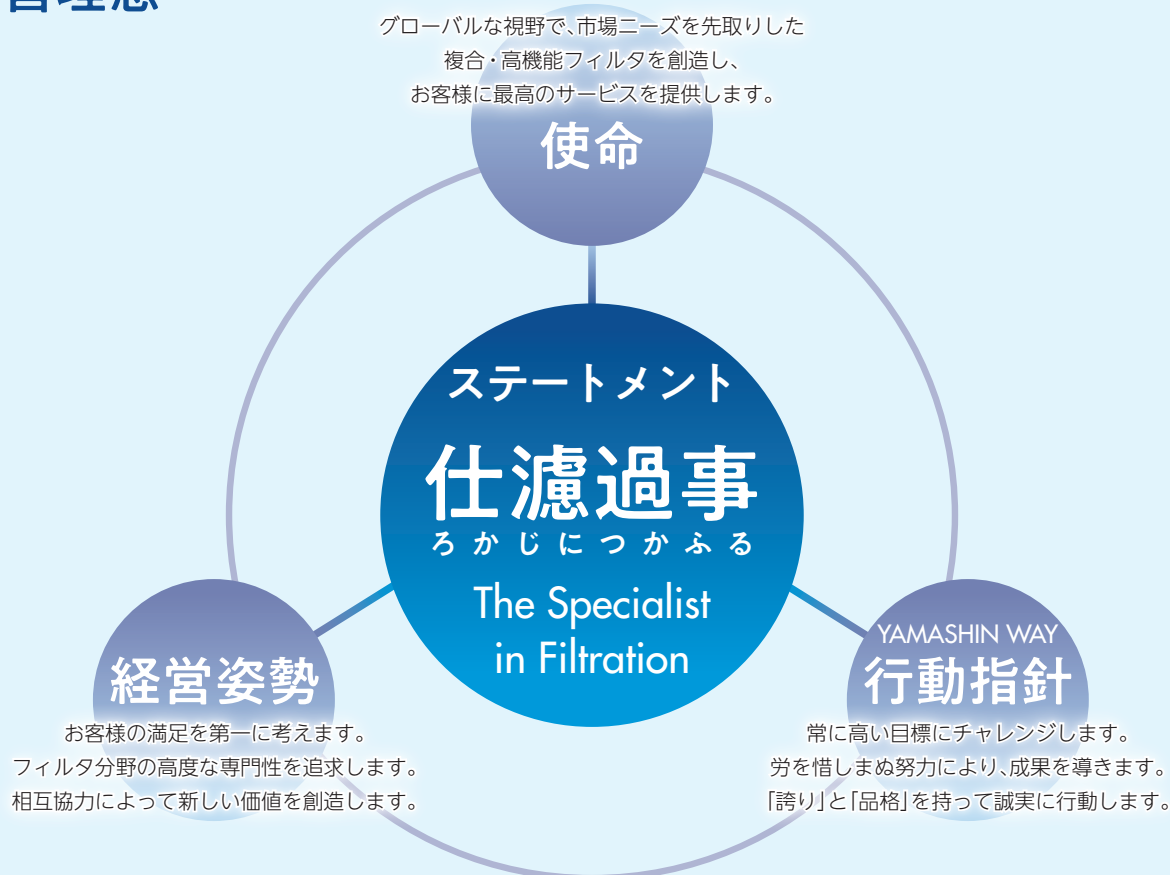 グローバルな視野で、市場ニーズを先取りした
複合・高機能フィルタを創造し、
お客様に最高のサービスを提供します。
使命
ステートメント
仕濾過事
ろかじにつかふる
The Specialist
in Filtration
経営姿勢
お客様の満足を第一に考えます。
フィルタ分野の高度な専門性を追求します。
相互協力によって新しい価値を創造します。
YAMASHIN WAY
行動指針
常に高い目標にチャレンジします。
労を惜しまぬ努力により、成果を導きます。
「誇り」と「品格」を持って誠実に行動します。